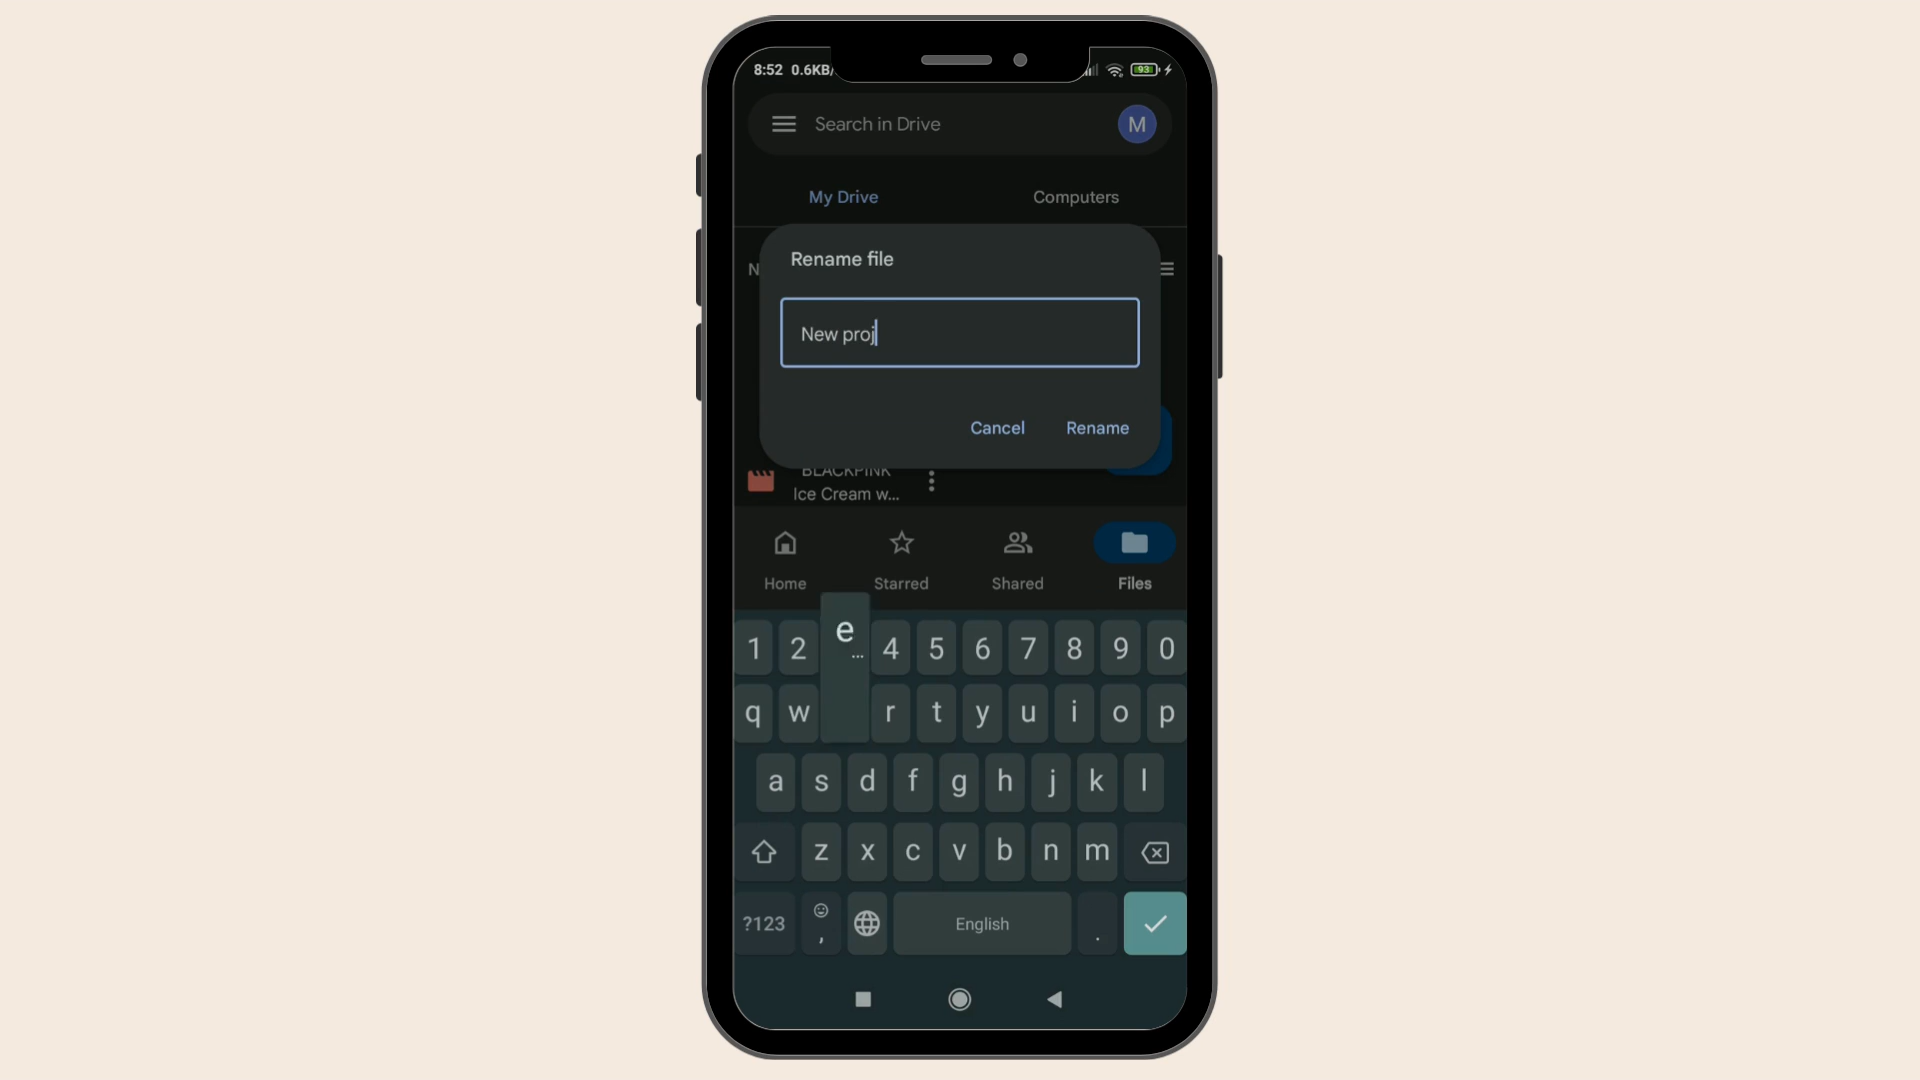 8:52 0.6KB/
93
Search in Drive
M
My Drive
Computers
N
Rename file
New proj
Cancel
Rename
BLACKPINK
Ice Cream w...
Home
Starred
Shared
Files
1 2 e ... 4 5 6 7 8 9 0
q w r t y u i o p
a s d f g h j k l
z x c v b n m
?123 , English .